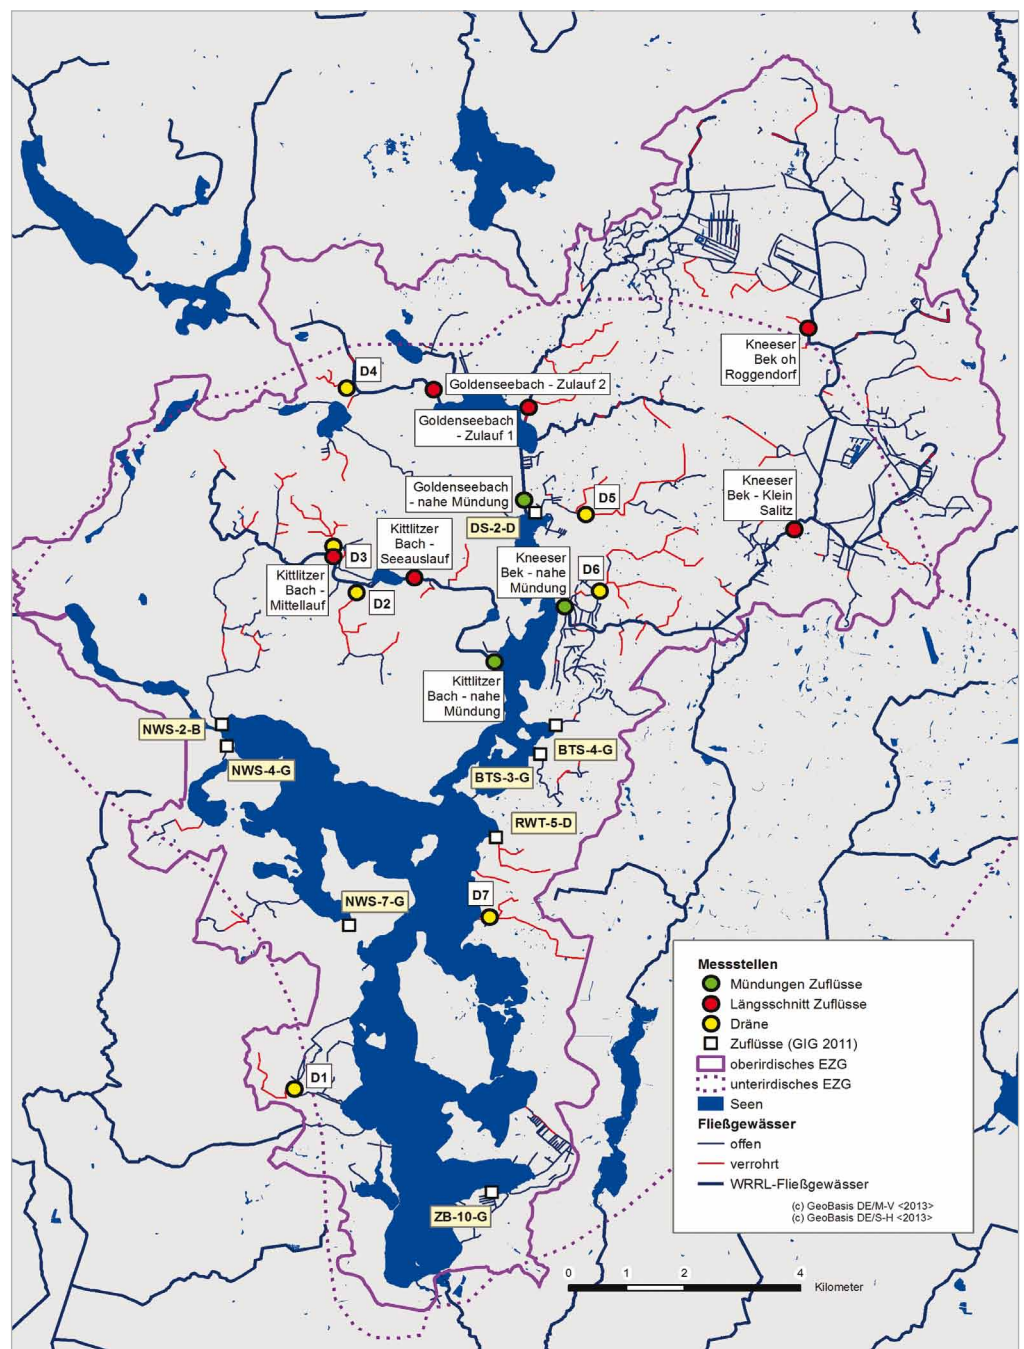 D4
Goldenseebach - Zulauf 2
Goldenseebach
- Zulauf 1
Kneeser
Bek oh
Roggendorf
Goldenseebach
- nahe Mündung
D5
Kneeser
Bek - Klein
Salitz
DS-2-D
Kittlitzer
Bach -
Seeauslauf
D3
Kneeser
Bek - nahe
Mündung
D6
Kittlitzer
Bach -
Mittellauf
D2
Kittlitzer
Bach - nahe
Mündung
NWS-2-B
NWS-4-G
BTS-4-G
BTS-3-G
RWT-5-D
NWS-7-G
D7
D1
ZB-10-G
Messstellen
Mündungen Zuflüsse
Längsschnitt Zuflüsse
Dräne
Zuflüsse (GIG 2011)
oberirdisches EZG
unterirdisches EZG
Seen
Fließgewässer
offen
verrohrt
WRRL-Fließgewässer
(c) GeoBasis DE/M-V <2013>
(c) GeoBasis DE/S-H <2013>
0 1 2 4
Kilometer